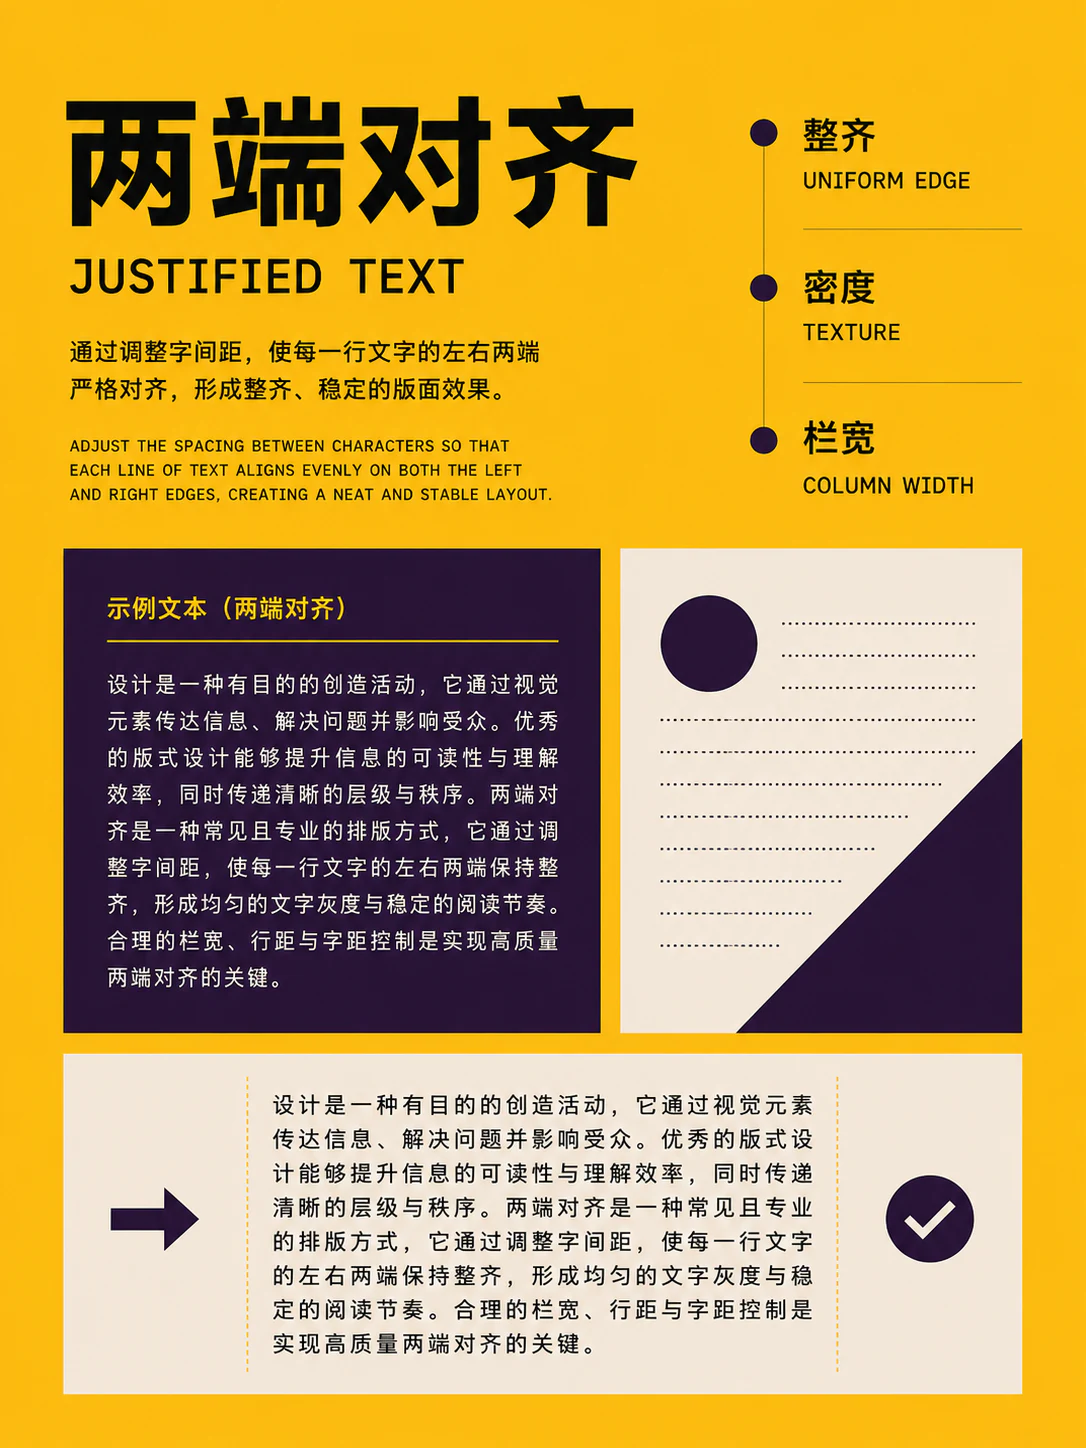 两端对齐
JUSTIFIED TEXT
通过调整字间距，使每一行文字的左右两端
严格对齐，形成整齐、稳定的版面效果。
ADJUST THE SPACING BETWEEN CHARACTERS SO THAT
EACH LINE OF TEXT ALIGNS EVENLY ON BOTH THE LEFT
AND RIGHT EDGES, CREATING A NEAT AND STABLE LAYOUT.
整齐
UNIFORM EDGE
密度
TEXTURE
栏宽
COLUMN WIDTH
示例文本（两端对齐）
设计是一种有目的的创造活动，它通过视觉
元素传达信息、解决问题并影响受众。优秀
的版式设计能够提升信息的可读性与理解
效率，同时传递清晰的层级与秩序。两端对
齐是一种常见且专业的排版方式，它通过调
整字间距，使每一行文字的左右两端保持整
齐，形成均匀的文字灰度与稳定的阅读节奏。
合理的栏宽、行距与字距控制是实现高质量
两端对齐的关键。
设计是一种有目的的创造活动，它通过视觉元素
传达信息、解决问题并影响受众。优秀的版式设
计能够提升信息的可读性与理解效率，同时传递
清晰的层级与秩序。两端对齐是一种常见且专业
的排版方式，它通过调整字间距，使每一行文字
的左右两端保持整齐，形成均匀的文字灰度与稳
定的阅读节奏。合理的栏宽、行距与字距控制是
实现高质量两端对齐的关键。